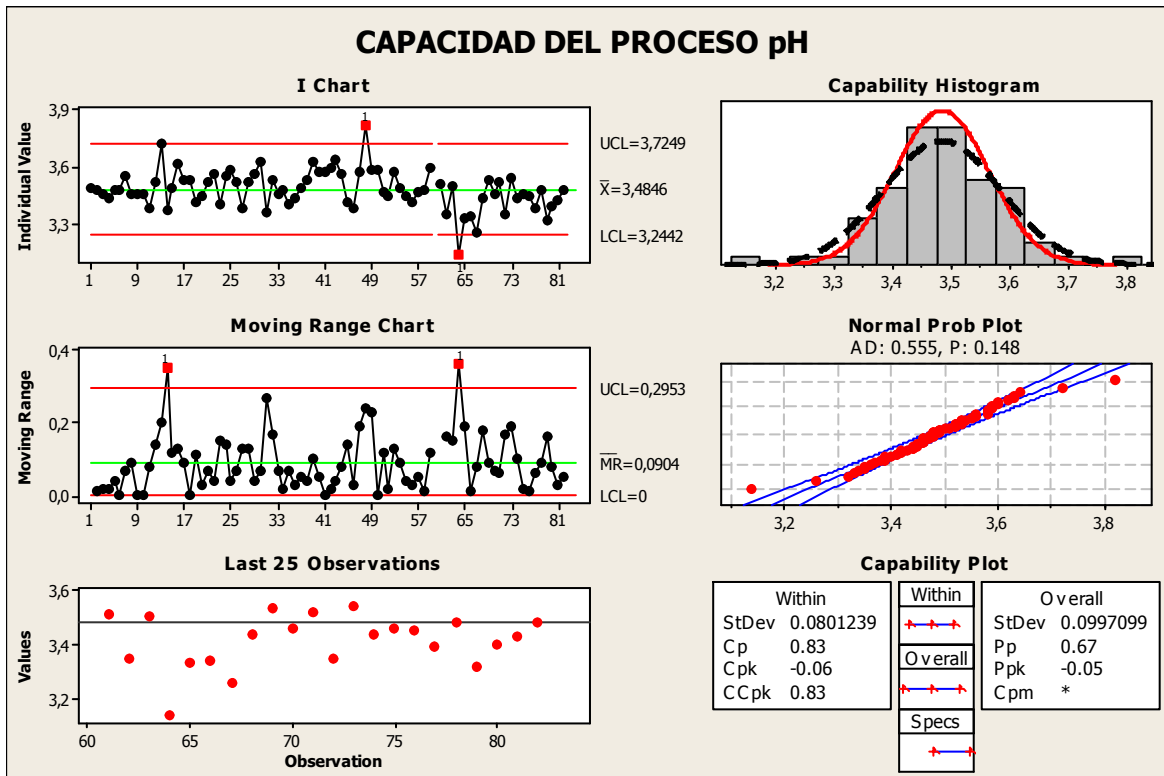 CAPACIDAD DEL PROCESO pH
I Chart
Individual Value
3,9
3,6
3,3
1
1
UCL=3,7249
X̄=3,4846
LCL=3,2442
1 9 17 25 33 41 49 57 65 73 81
Capability Histogram
3,2 3,3 3,4 3,5 3,6 3,7 3,8
Moving Range Chart
Moving Range
0,4
0,2
0,0
1
1
UCL=0,2953
M̅R̅=0,0904
LCL=0
1 9 17 25 33 41 49 57 65 73 81
Normal Prob Plot
AD: 0.555, P: 0.148
3,2 3,4 3,6 3,8
Last 25 Observations
Values
3,6
3,4
3,2
60 65 70 75 80
Observation
Capability Plot
Within
StDev 0.0801239
Cp 0.83
Cpk -0.06
CCpk 0.83
Within
Overall
Specs
Overall
StDev 0.0997099
Pp 0.67
Ppk -0.05
Cpm *